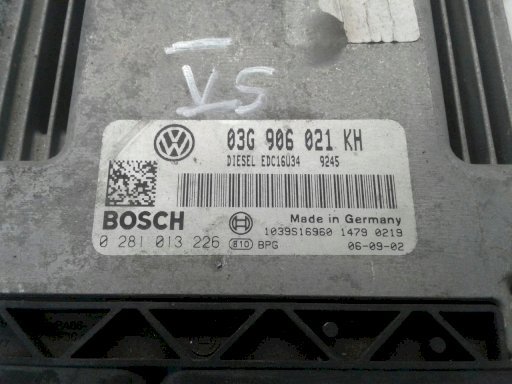 VS
03G 906 021 KH
DIESEL EDC16U34 9245
BOSCH
Made in Germany
1039S16960 1479 0219
0 281 013 226 810 BPG 06-09-02